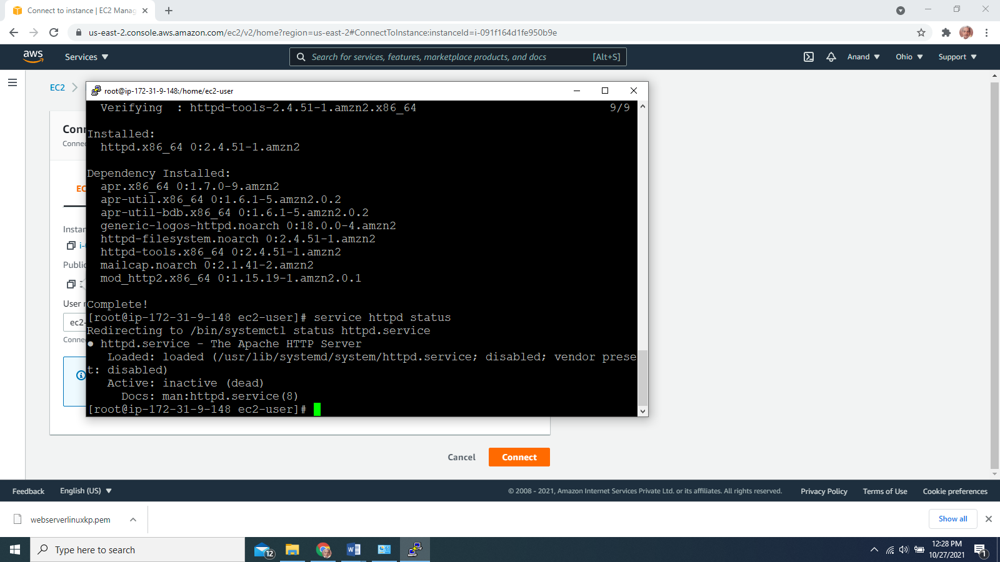 Connect to instance | EC2 Manag
us-east-2.console.aws.amazon.com/ec2/v2/home?region=us-east-2#ConnectToInstance:instanceId=i-091f164d1fe950b9e
aws Services Search for services, features, marketplace products, and docs [Alt+S] Anand Ohio Support
EC2
root@ip-172-31-9-148:/home/ec2-user
Verifying : httpd-tools-2.4.51-1.amzn2.x86_64 9/9
Conn
Installed:
Connec
httpd.x86_64 0:2.4.51-1.amzn2
Dependency Installed:
EC
apr.x86_64 0:1.7.0-9.amzn2
apr-util.x86_64 0:1.6.1-5.amzn2.0.2
apr-util-bdb.x86_64 0:1.6.1-5.amzn2.0.2
Instan
generic-logos-httpd.noarch 0:18.0.0-4.amzn2
httpd-filesystem.noarch 0:2.4.51-1.amzn2
i-
httpd-tools.x86_64 0:2.4.51-1.amzn2
Public
mailcap.noarch 0:2.1.41-2.amzn2
mod_http2.x86_64 0:1.15.19-1.amzn2.0.1
User
Complete!
ec2-
[root@ip-172-31-9-148 ec2-user]# service httpd status
Redirecting to /bin/systemctl status httpd.service
Connec
● httpd.service - The Apache HTTP Server
Loaded: loaded (/usr/lib/systemd/system/httpd.service; disabled; vendor prese
t: disabled)
Active: inactive (dead)
Docs: man:httpd.service(8)
[root@ip-172-31-9-148 ec2-user]#
Cancel Connect
Feedback English (US) © 2008 - 2021, Amazon Internet Services Private Ltd. or its affiliates. All rights reserved. Privacy Policy Terms of Use Cookie preferences
webserverlinuxkp.pem Show all
Type here to search 12 12:28 PM
10/27/2021 1